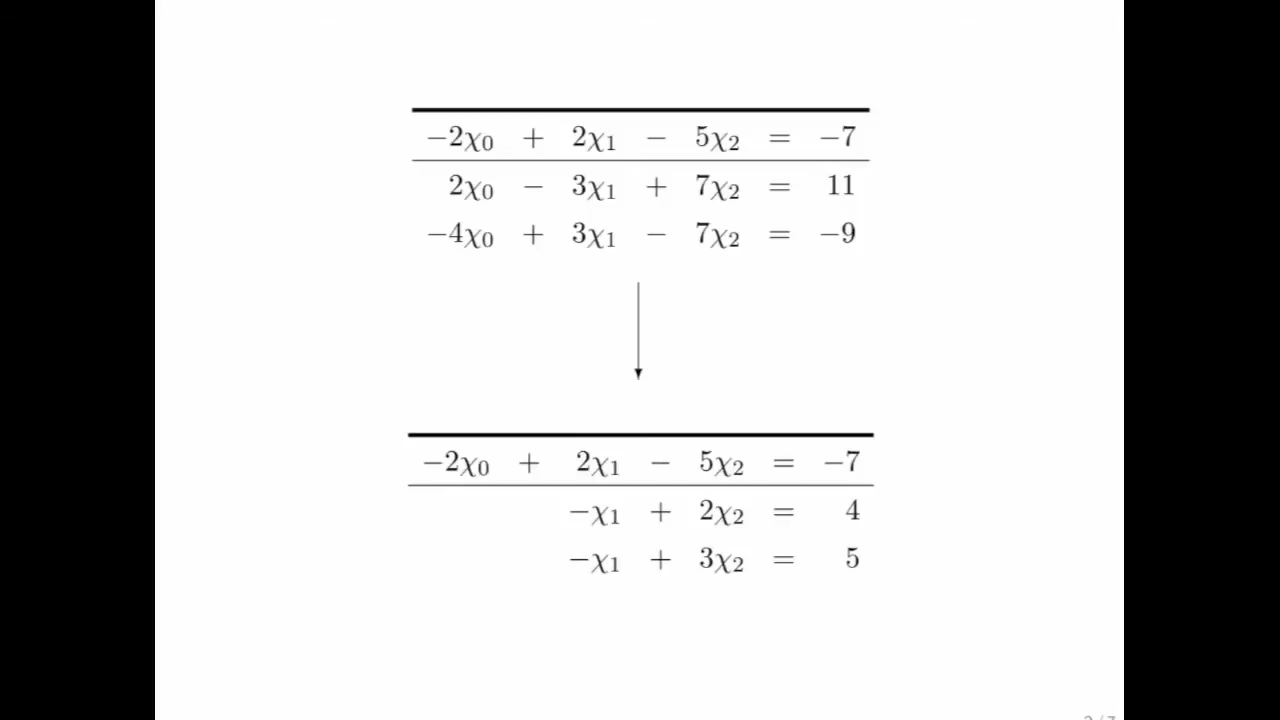 −2χ₀ + 2χ₁ − 5χ₂ = −7
2χ₀ − 3χ₁ + 7χ₂ = 11
−4χ₀ + 3χ₁ − 7χ₂ = −9
−2χ₀ + 2χ₁ − 5χ₂ = −7
−χ₁ + 2χ₂ = 4
−χ₁ + 3χ₂ = 5